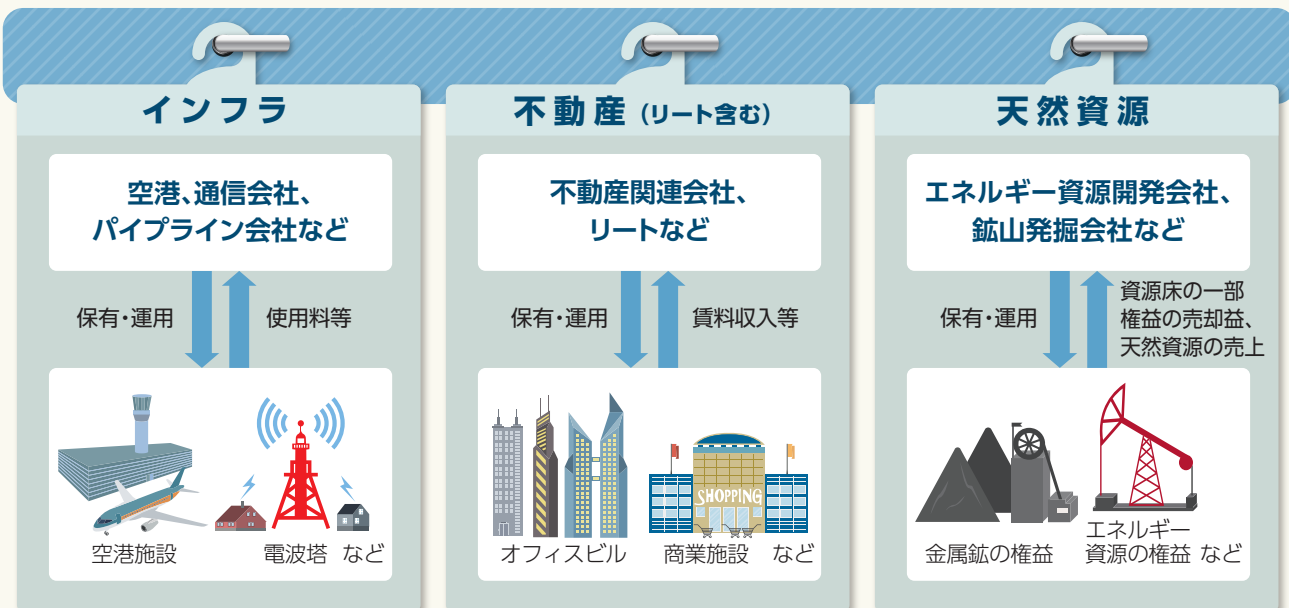 インフラ
空港、通信会社、
パイプライン会社など
保有・運用
使用料等
空港施設
電波塔 など
不動産（リート含む）
不動産関連会社、
リートなど
保有・運用
賃料収入等
SHOPPING
オフィスビル
商業施設 など
天然資源
エネルギー資源開発会社、
鉱山発掘会社など
保有・運用
資源床の一部
権益の売却益、
天然資源の売上
金属鉱の権益
エネルギー
資源の権益 など